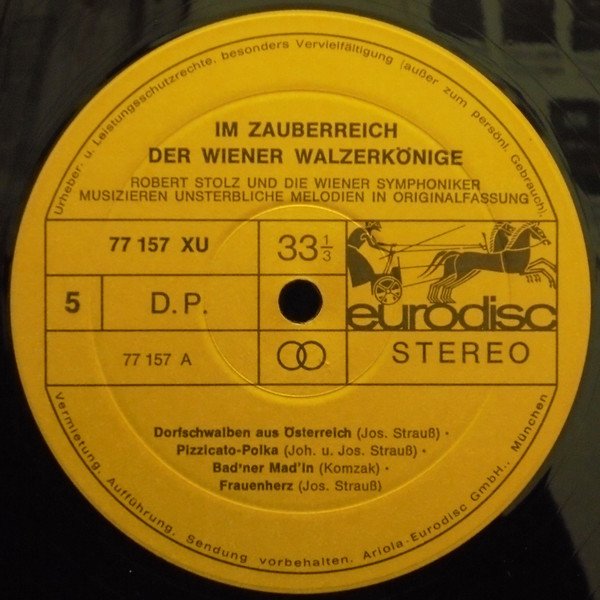 Urheber- u. Leistungsschutzrechte, besonders Vervielfältigung (außer zum persönl. Gebrauch),
IM ZAUBERREICH
DER WIENER WALZERKÖNIGE
ROBERT STOLZ UND DIE WIENER SYMPHONIKER
MUSIZIEREN UNSTERBLICHE MELODIEN IN ORIGINALFASSUNG
77 157 XU
33 1/3
5
D.P.
eurodisc
77 157 A
STEREO
Dorfschwalben aus Österreich (Jos. Strauß) ·
Pizzicato-Polka (Joh. u. Jos. Strauß) ·
Bad'ner Mad'ln (Komzak) ·
Frauenherz (Jos. Strauß)
Vermietung, Aufführung, Sendung vorbehalten. Ariola-Eurodisc GmbH., München